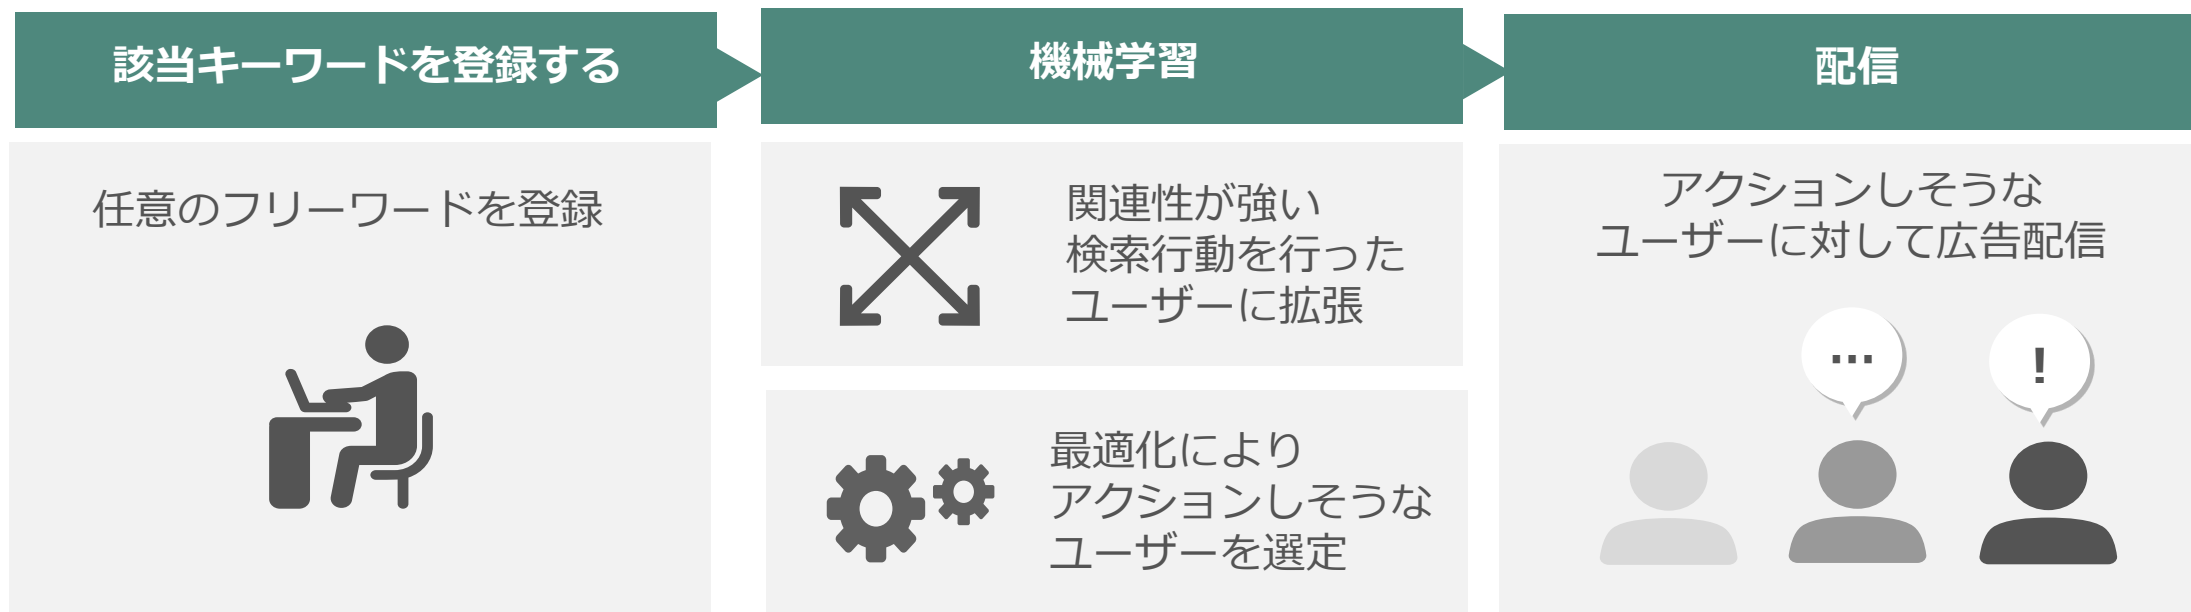 該当キーワードを登録する
機械学習
配信
任意のフリーワードを登録
関連性が強い
検索行動を行った
ユーザーに拡張
最適化により
アクションしそうな
ユーザーを選定
アクションしそうな
ユーザーに対して広告配信
…
!